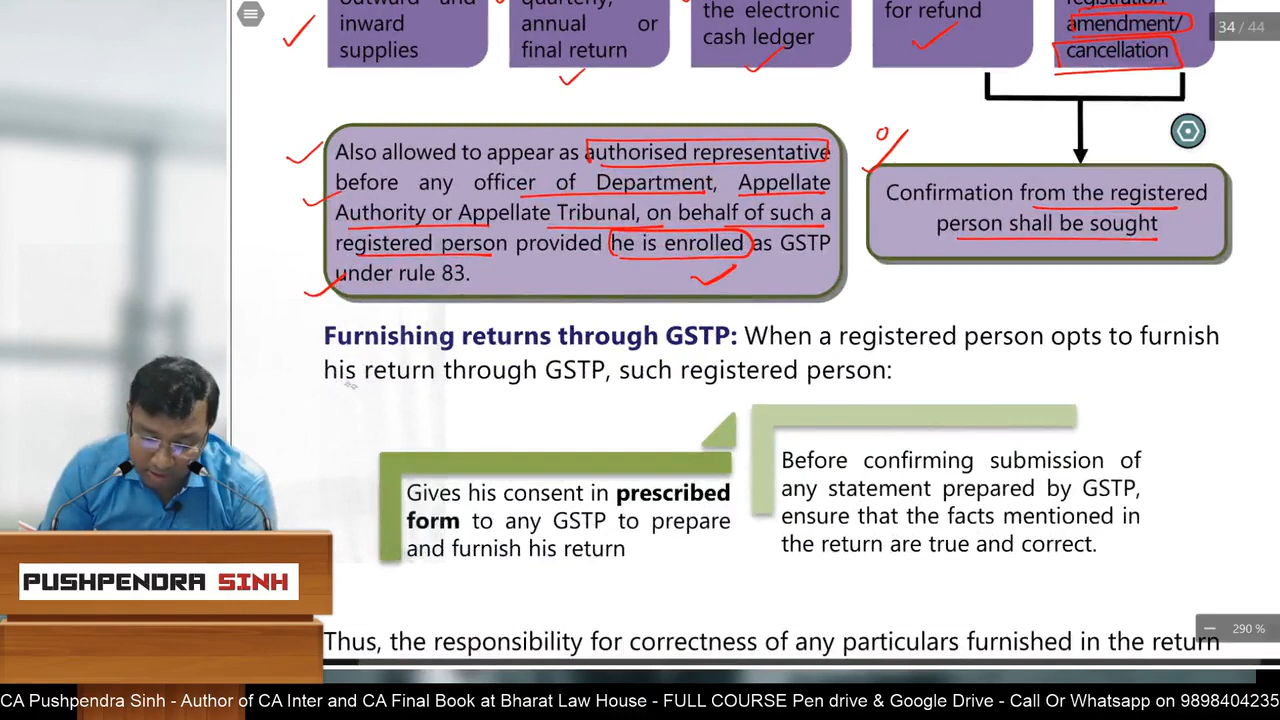 outward and
inward
supplies
quarterly,
annual or
final return
the electronic
cash ledger
for refund
registration
amendment/
cancellation
34 / 44
Also allowed to appear as authorised representative
before any officer of Department, Appellate
Authority or Appellate Tribunal, on behalf of such a
registered person provided he is enrolled as GSTP
under rule 83.
Confirmation from the registered
person shall be sought
Furnishing returns through GSTP: When a registered person opts to furnish
his return through GSTP, such registered person:
Gives his consent in prescribed
form to any GSTP to prepare
and furnish his return
Before confirming submission of
any statement prepared by GSTP,
ensure that the facts mentioned in
the return are true and correct.
PUSHPENDRA SINH
Thus, the responsibility for correctness of any particulars furnished in the return
290 %
CA Pushpendra Sinh - Author of CA Inter and CA Final Book at Bharat Law House - FULL COURSE Pen drive & Google Drive - Call Or Whatsapp on 9898404235